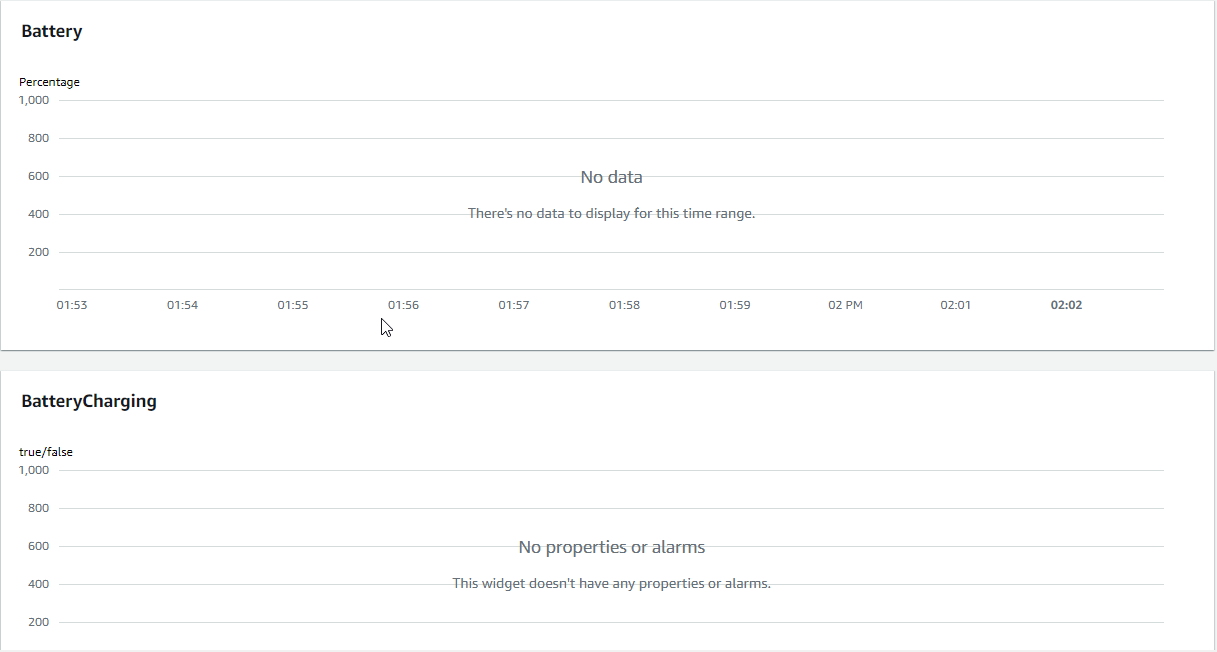 Battery
Percentage
1,000
800
600
No data
400
There's no data to display for this time range.
200
01:53 01:54 01:55 01:56 01:57 01:58 01:59 02 PM 02:01 02:02
BatteryCharging
true/false
1,000
800
600
No properties or alarms
400
This widget doesn't have any properties or alarms.
200